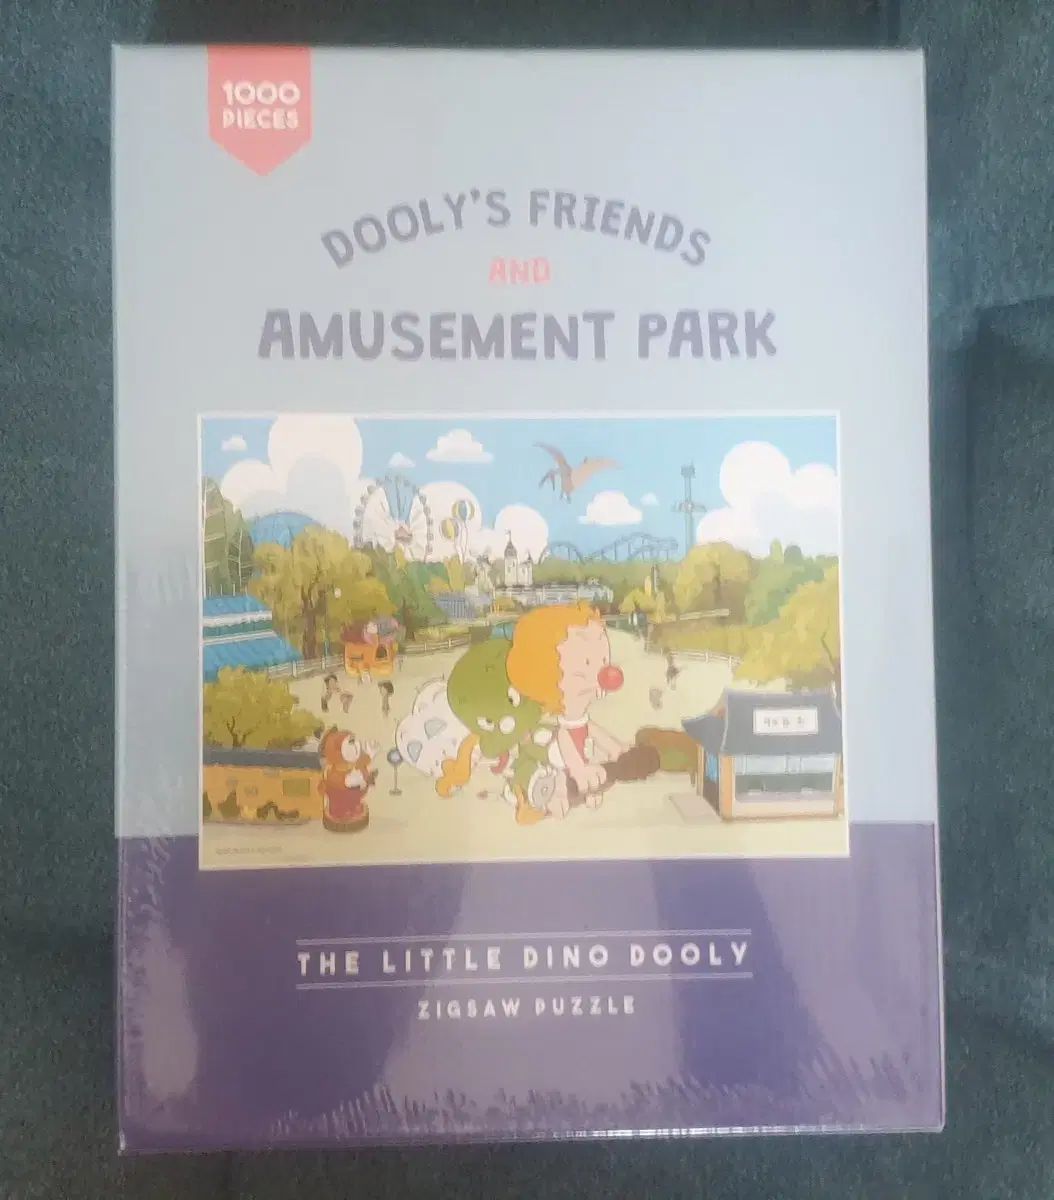 1000
PIECES
DOOLY'S FRIENDS
AND
AMUSEMENT PARK
THE LITTLE DINO DOOLY
ZIGSAW PUZZLE